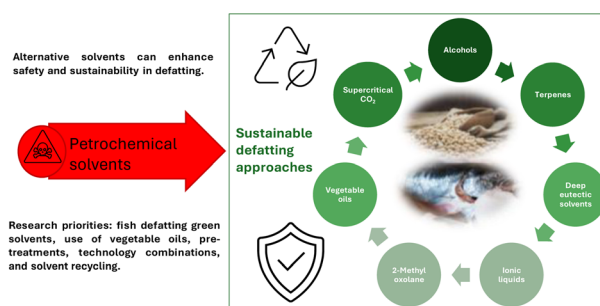 Alternative solvents can enhance
safety and sustainability in defatting.
Petrochemical
solvents
Research priorities: fish defatting green
solvents, use of vegetable oils, pre-
treatments, technology combinations,
and solvent recycling.
Sustainable
defatting
approaches
Alcohols
Terpenes
Deep
eutectic
solvents
Ionic
liquids
2-Methyl
oxolane
Vegetable
oils
Supercritical
CO₂